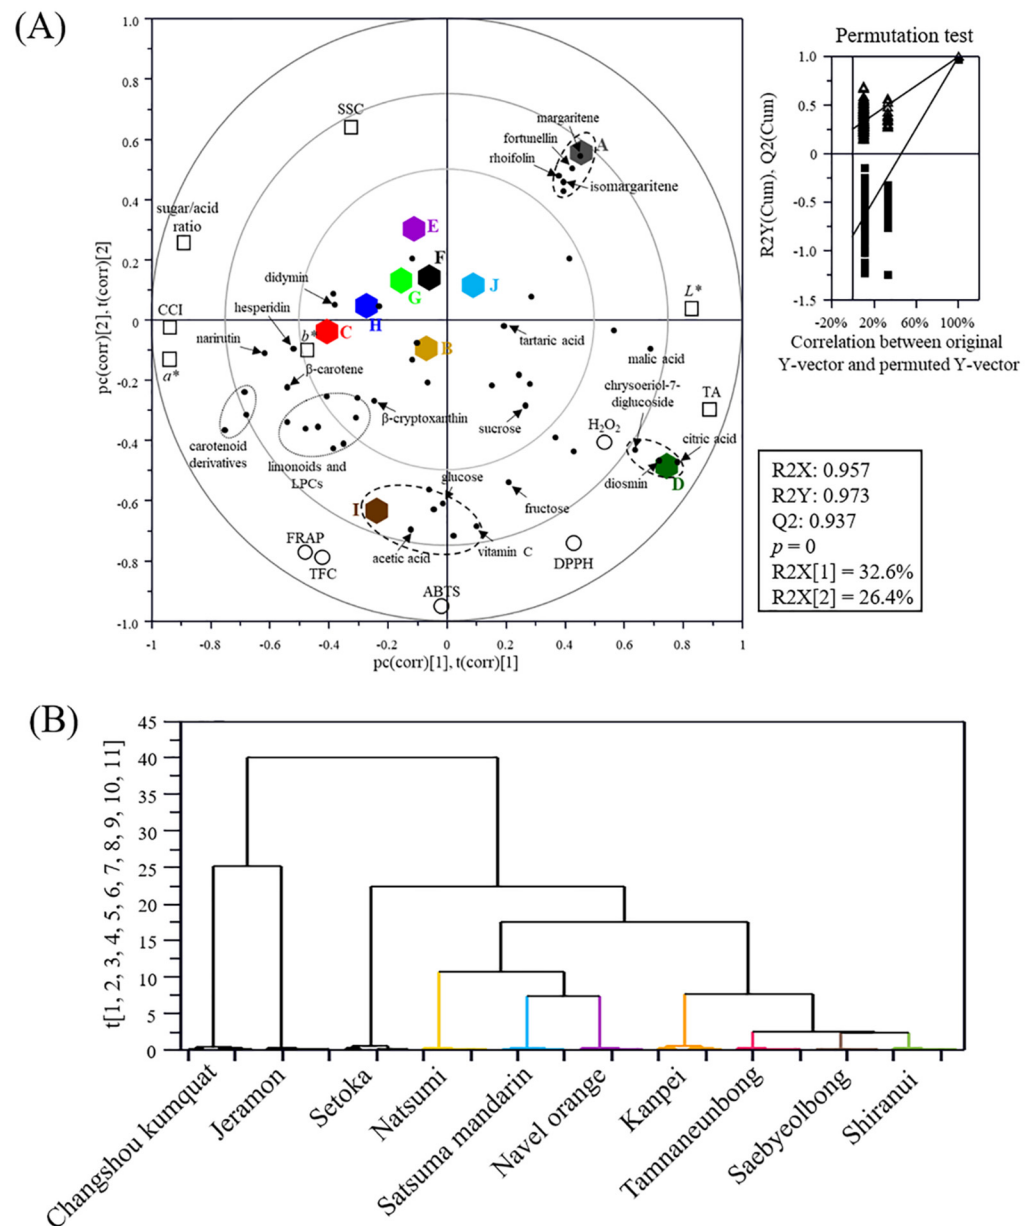 (A)
1.0
0.8
0.6
0.4
0.2
0
-0.2
-0.4
-0.6
-0.8
-1.0
pc(corr)[2], t(corr)[2]
-1
-0.8
-0.6
-0.4
-0.2
0
0.2
0.4
0.6
0.8
1
pc(corr)[1], t(corr)[1]
SSC
sugar/acid
ratio
CCI
a*
b*
L*
TA
margaritene
fortunellin
rhoifolin
isomargaritene
A
E
F
G
J
H
C
B
D
I
didymin
hesperidin
narirutin
β-carotene
β-cryptoxanthin
carotenoid
derivatives
limonoids and
LPCs
tartaric acid
malic acid
chrysoeriol-7-
diglucoside
sucrose
H2O2
citric acid
diosmin
glucose
fructose
acetic acid
vitamin C
FRAP
TFC
ABTS
DPPH
Permutation test
R2Y(Cum), Q2(Cum)
1.0
0.5
0
-0.5
-1.0
-1.5
-20%
20%
60%
100%
Correlation between original
Y-vector and permuted Y-vector
R2X: 0.957
R2Y: 0.973
Q2: 0.937
p = 0
R2X[1] = 32.6%
R2X[2] = 26.4%
(B)
t[1, 2, 3, 4, 5, 6, 7, 8, 9, 10, 11]
45
40
35
30
25
20
15
10
5
0
Changshou kumquat
Jeramon
Setoka
Natsumi
Satsuma mandarin
Navel orange
Kanpei
Tamnaneunbong
Saebyeolbong
Shiranui